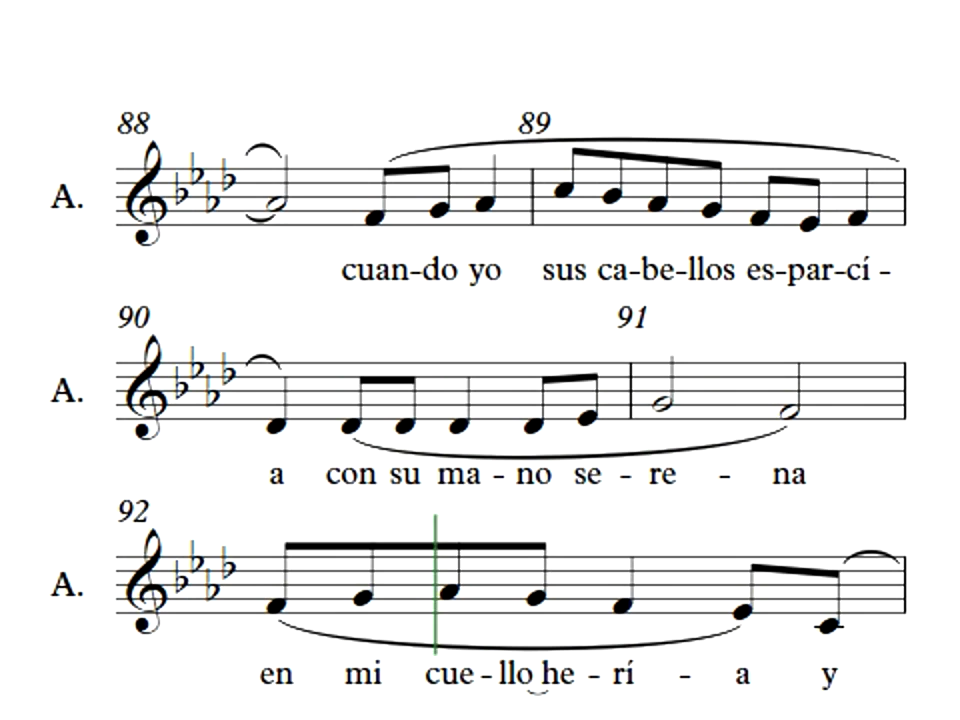 88 89
A.
cuan-do yo sus ca-be-llos es-par-cí -
90 91
A.
a con su ma - no se - re - na
92
A.
en mi cue - llo‿he - rí - a y